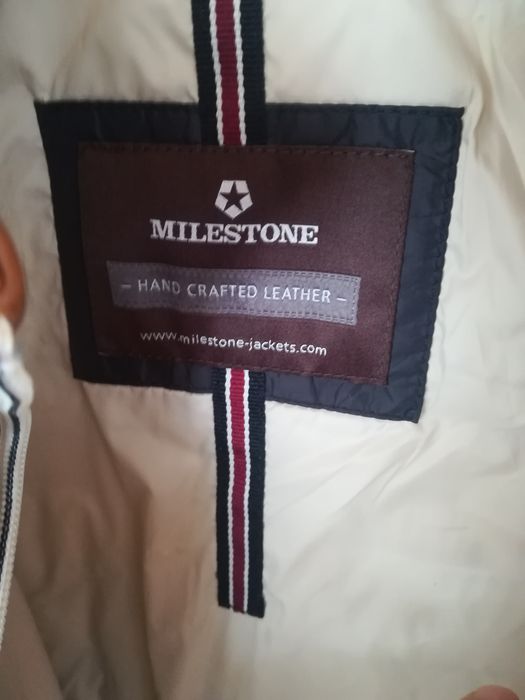 MILESTONE
– HAND CRAFTED LEATHER –
www.milestone-jackets.com